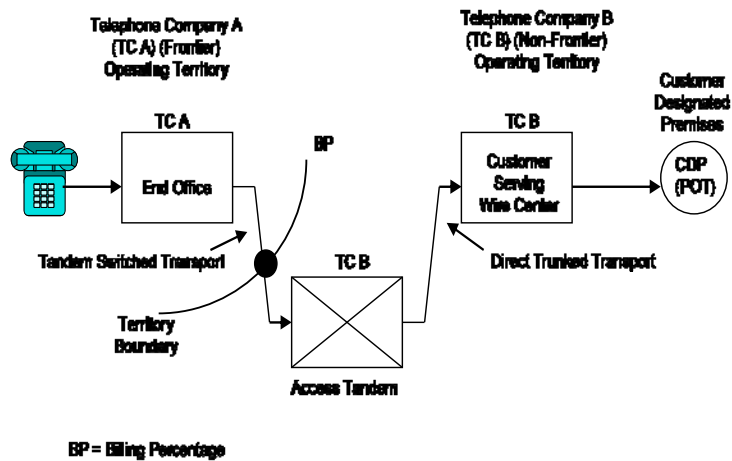 Telephone Company A
(TC A) (Frontier)
Operating Territory
Telephone Company B
(TC B) (Non-Frontier)
Operating Territory
Customer
Designated
Premises
TC A
BP
TC B
End Office
Customer
Serving
Wire Center
CDP
(POT)
Tandem Switched Transport
TC B
Direct Trunked Transport
Territory
Boundary
Access Tandem
BP = Billing Percentage